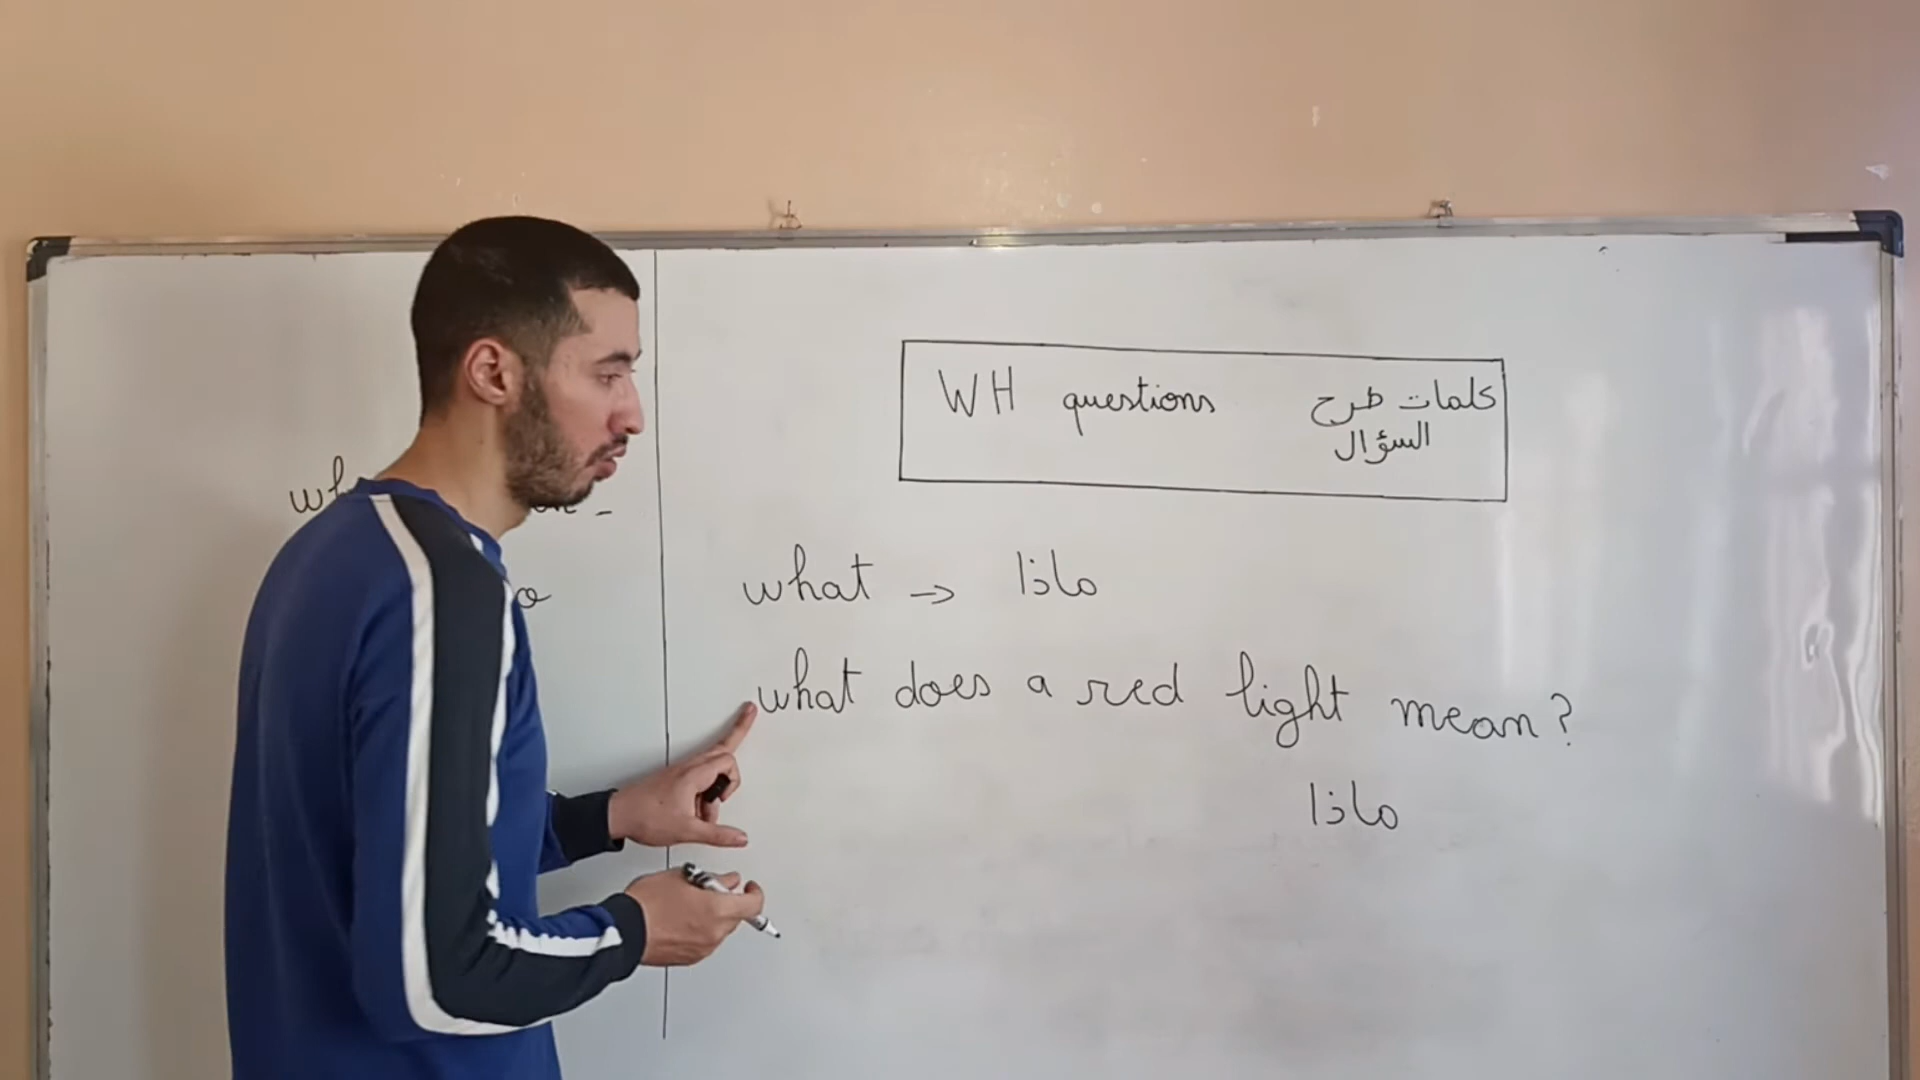 WH questions كلمات طرح
السؤال
what → ماذا
what does a red light mean?
ماذا